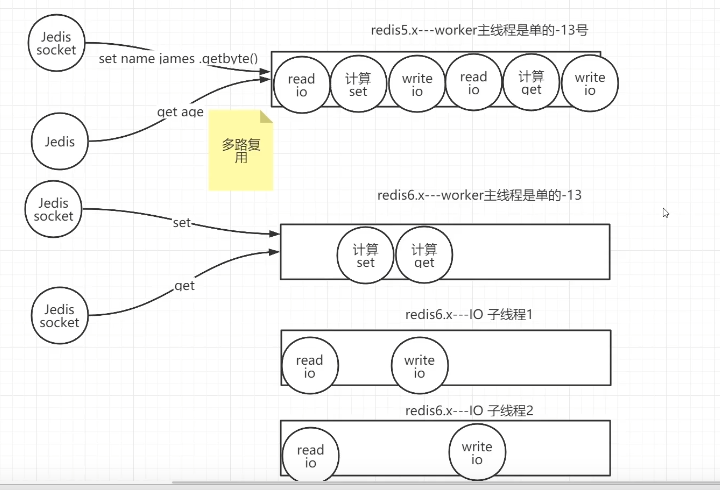 redis5.x---worker主线程是单的-13号
Jedis
socket
set name james .getbyte()
read
io
计算
set
write
io
read
io
计算
get
write
io
get age
Jedis
多路复
用
redis6.x---worker主线程是单的-13
Jedis
socket
set
计算
set
计算
get
get
Jedis
socket
redis6.x---IO 子线程1
read
io
write
io
redis6.x---IO 子线程2
read
io
write
io